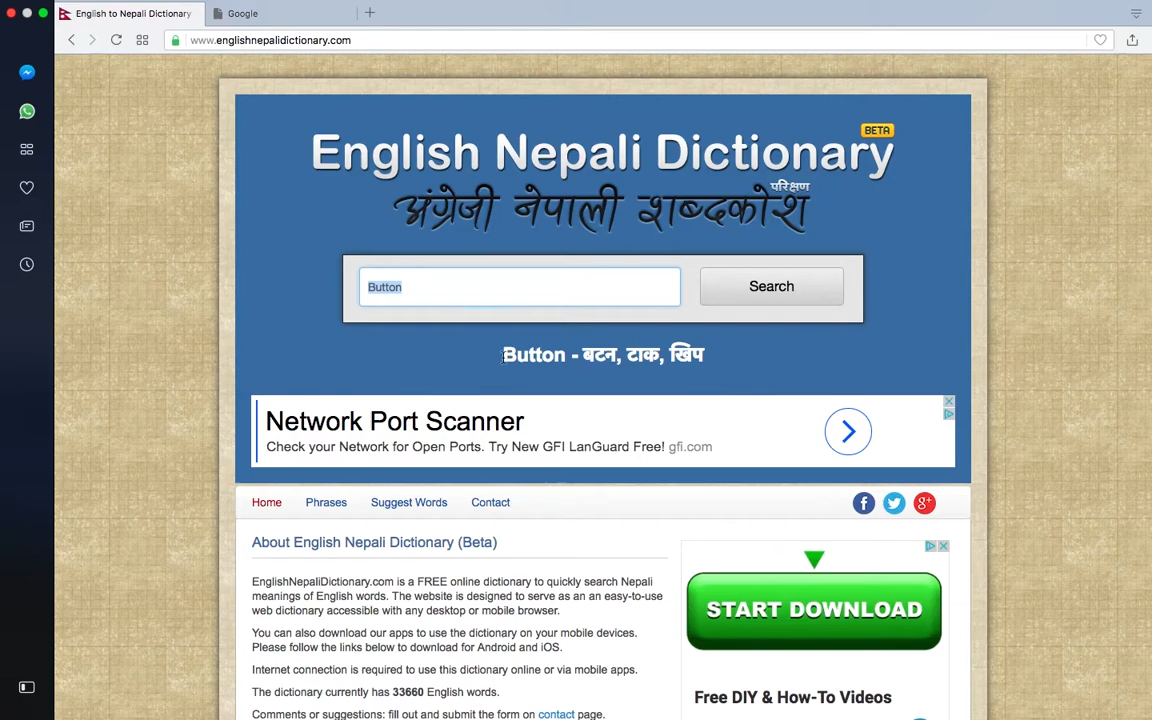 English to Nepali Dictionary
Google
www.englishnepalidictionary.com
BETA
English Nepali Dictionary
परिक्षण
अंग्रेजी नेपाली शब्दकोश
Button
Search
Button - बटन, टाक, खिप
Network Port Scanner
Check your Network for Open Ports. Try New GFI LanGuard Free! gfi.com
Home Phrases Suggest Words Contact
About English Nepali Dictionary (Beta)
EnglishNepaliDictionary.com is a FREE online dictionary to quickly search Nepali
meanings of English words. The website is designed to serve as an an easy-to-use
web dictionary accessible with any desktop or mobile browser.
You can also download our apps to use the dictionary on your mobile devices.
Please follow the links below to download for Android and iOS.
Internet connection is required to use this dictionary online or via mobile apps.
The dictionary currently has 33660 English words.
Comments or suggestions: fill out and submit the form on contact page.
START DOWNLOAD
Free DIY & How-To Videos